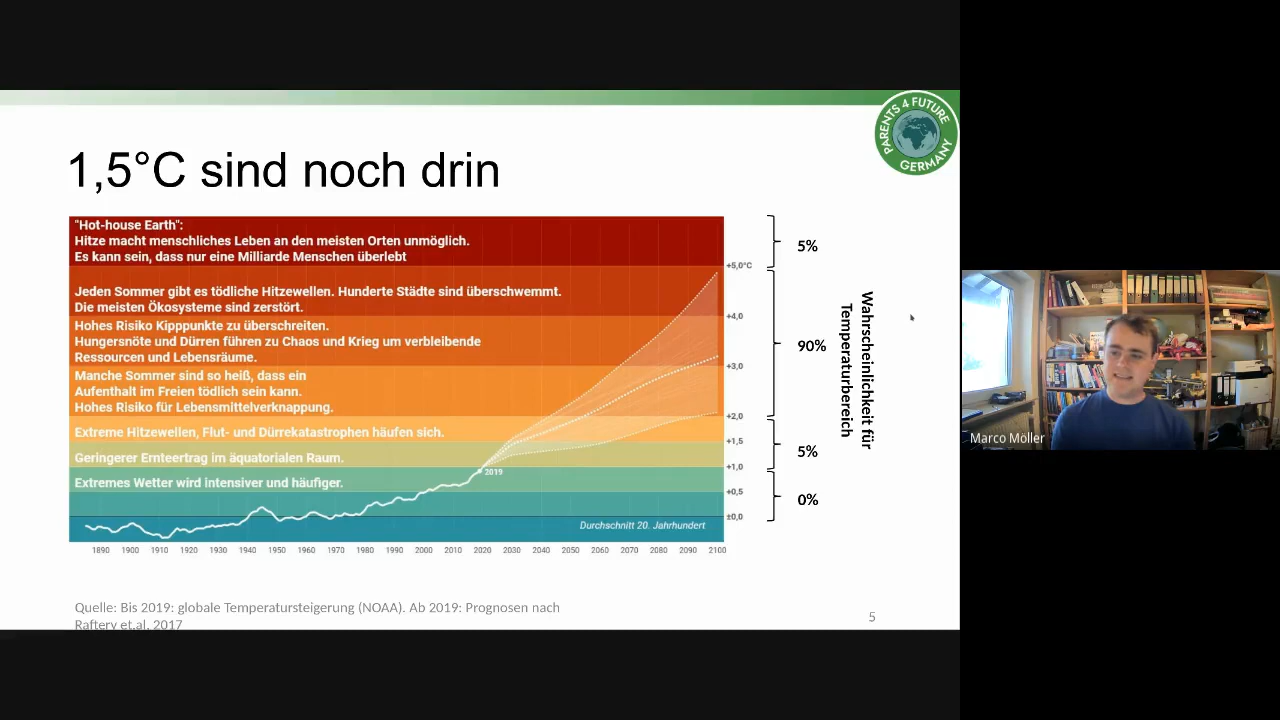 PARENTS 4 FUTURE
GERMANY
1,5°C sind noch drin
"Hot-house Earth":
Hitze macht menschliches Leben an den meisten Orten unmöglich.
Es kann sein, dass nur eine Milliarde Menschen überlebt
Jeden Sommer gibt es tödliche Hitzewellen. Hunderte Städte sind überschwemmt.
Die meisten Ökosysteme sind zerstört.
Hohes Risiko Kipppunkte zu überschreiten.
Hungersnöte und Dürren führen zu Chaos und Krieg um verbleibende
Ressourcen und Lebensräume.
Manche Sommer sind so heiß, dass ein
Aufenthalt im Freien tödlich sein kann.
Hohes Risiko für Lebensmittelverknappung.
Extreme Hitzewellen, Flut- und Dürrekatastrophen häufen sich.
Geringerer Ernteertrag im äquatorialen Raum.
Extremes Wetter wird intensiver und häufiger.
2019
Durchschnitt 20. Jahrhundert
+5,0°C
+4,0
+3,0
+2,0
+1,5
+1,0
+0,5
±0,0
1890 1900 1910 1920 1930 1940 1950 1960 1970 1980 1990 2000 2010 2020 2030 2040 2050 2060 2070 2080 2090 2100
5%
90%
5%
0%
Wahrscheinlichkeit für
Temperaturbereich
Quelle: Bis 2019: globale Temperatursteigerung (NOAA). Ab 2019: Prognosen nach
Raftery et.al. 2017
5
Marco Möller